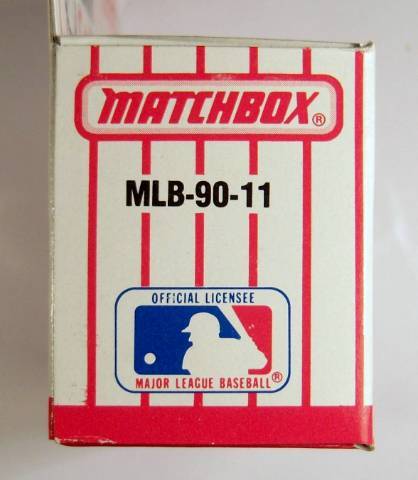 MATCHBOX®
MLB-90-11
OFFICIAL LICENSEE
MAJOR LEAGUE BASEBALL®